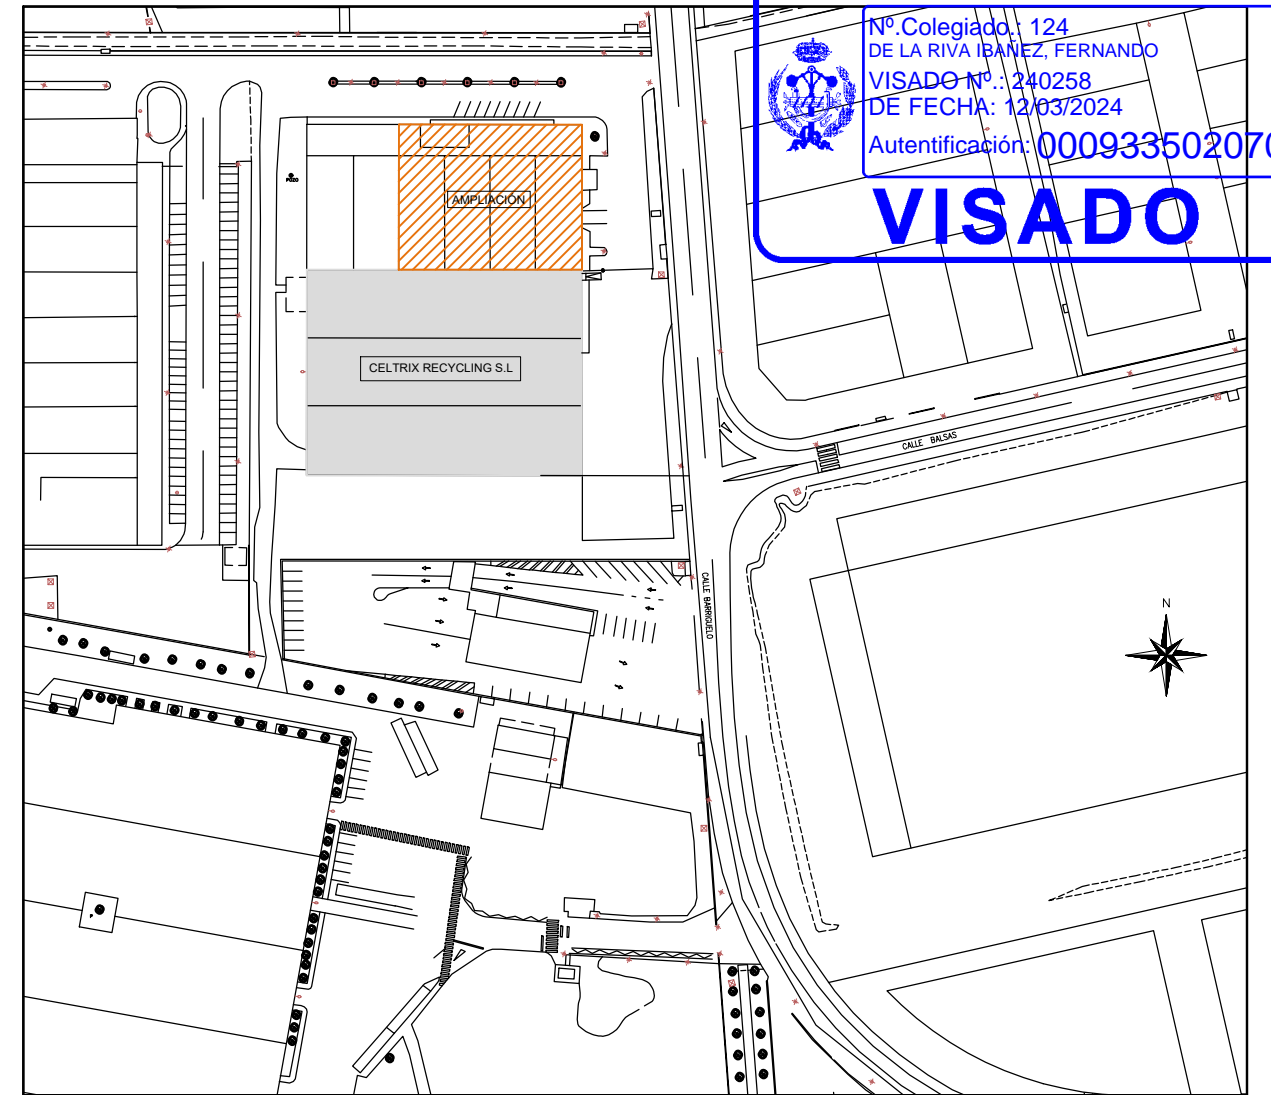 Nº.Colegiado.: 124
DE LA RIVA IBAÑEZ, FERNANDO
VISADO Nº.: 240258
DE FECHA: 12/03/2024
Autentificación: 00093350207
VISADO
AMPLIACIÓN
POZO
CELTRIX RECYCLING S.L
CALLE BALSAS
CALLE BARRIGUELO
N
P